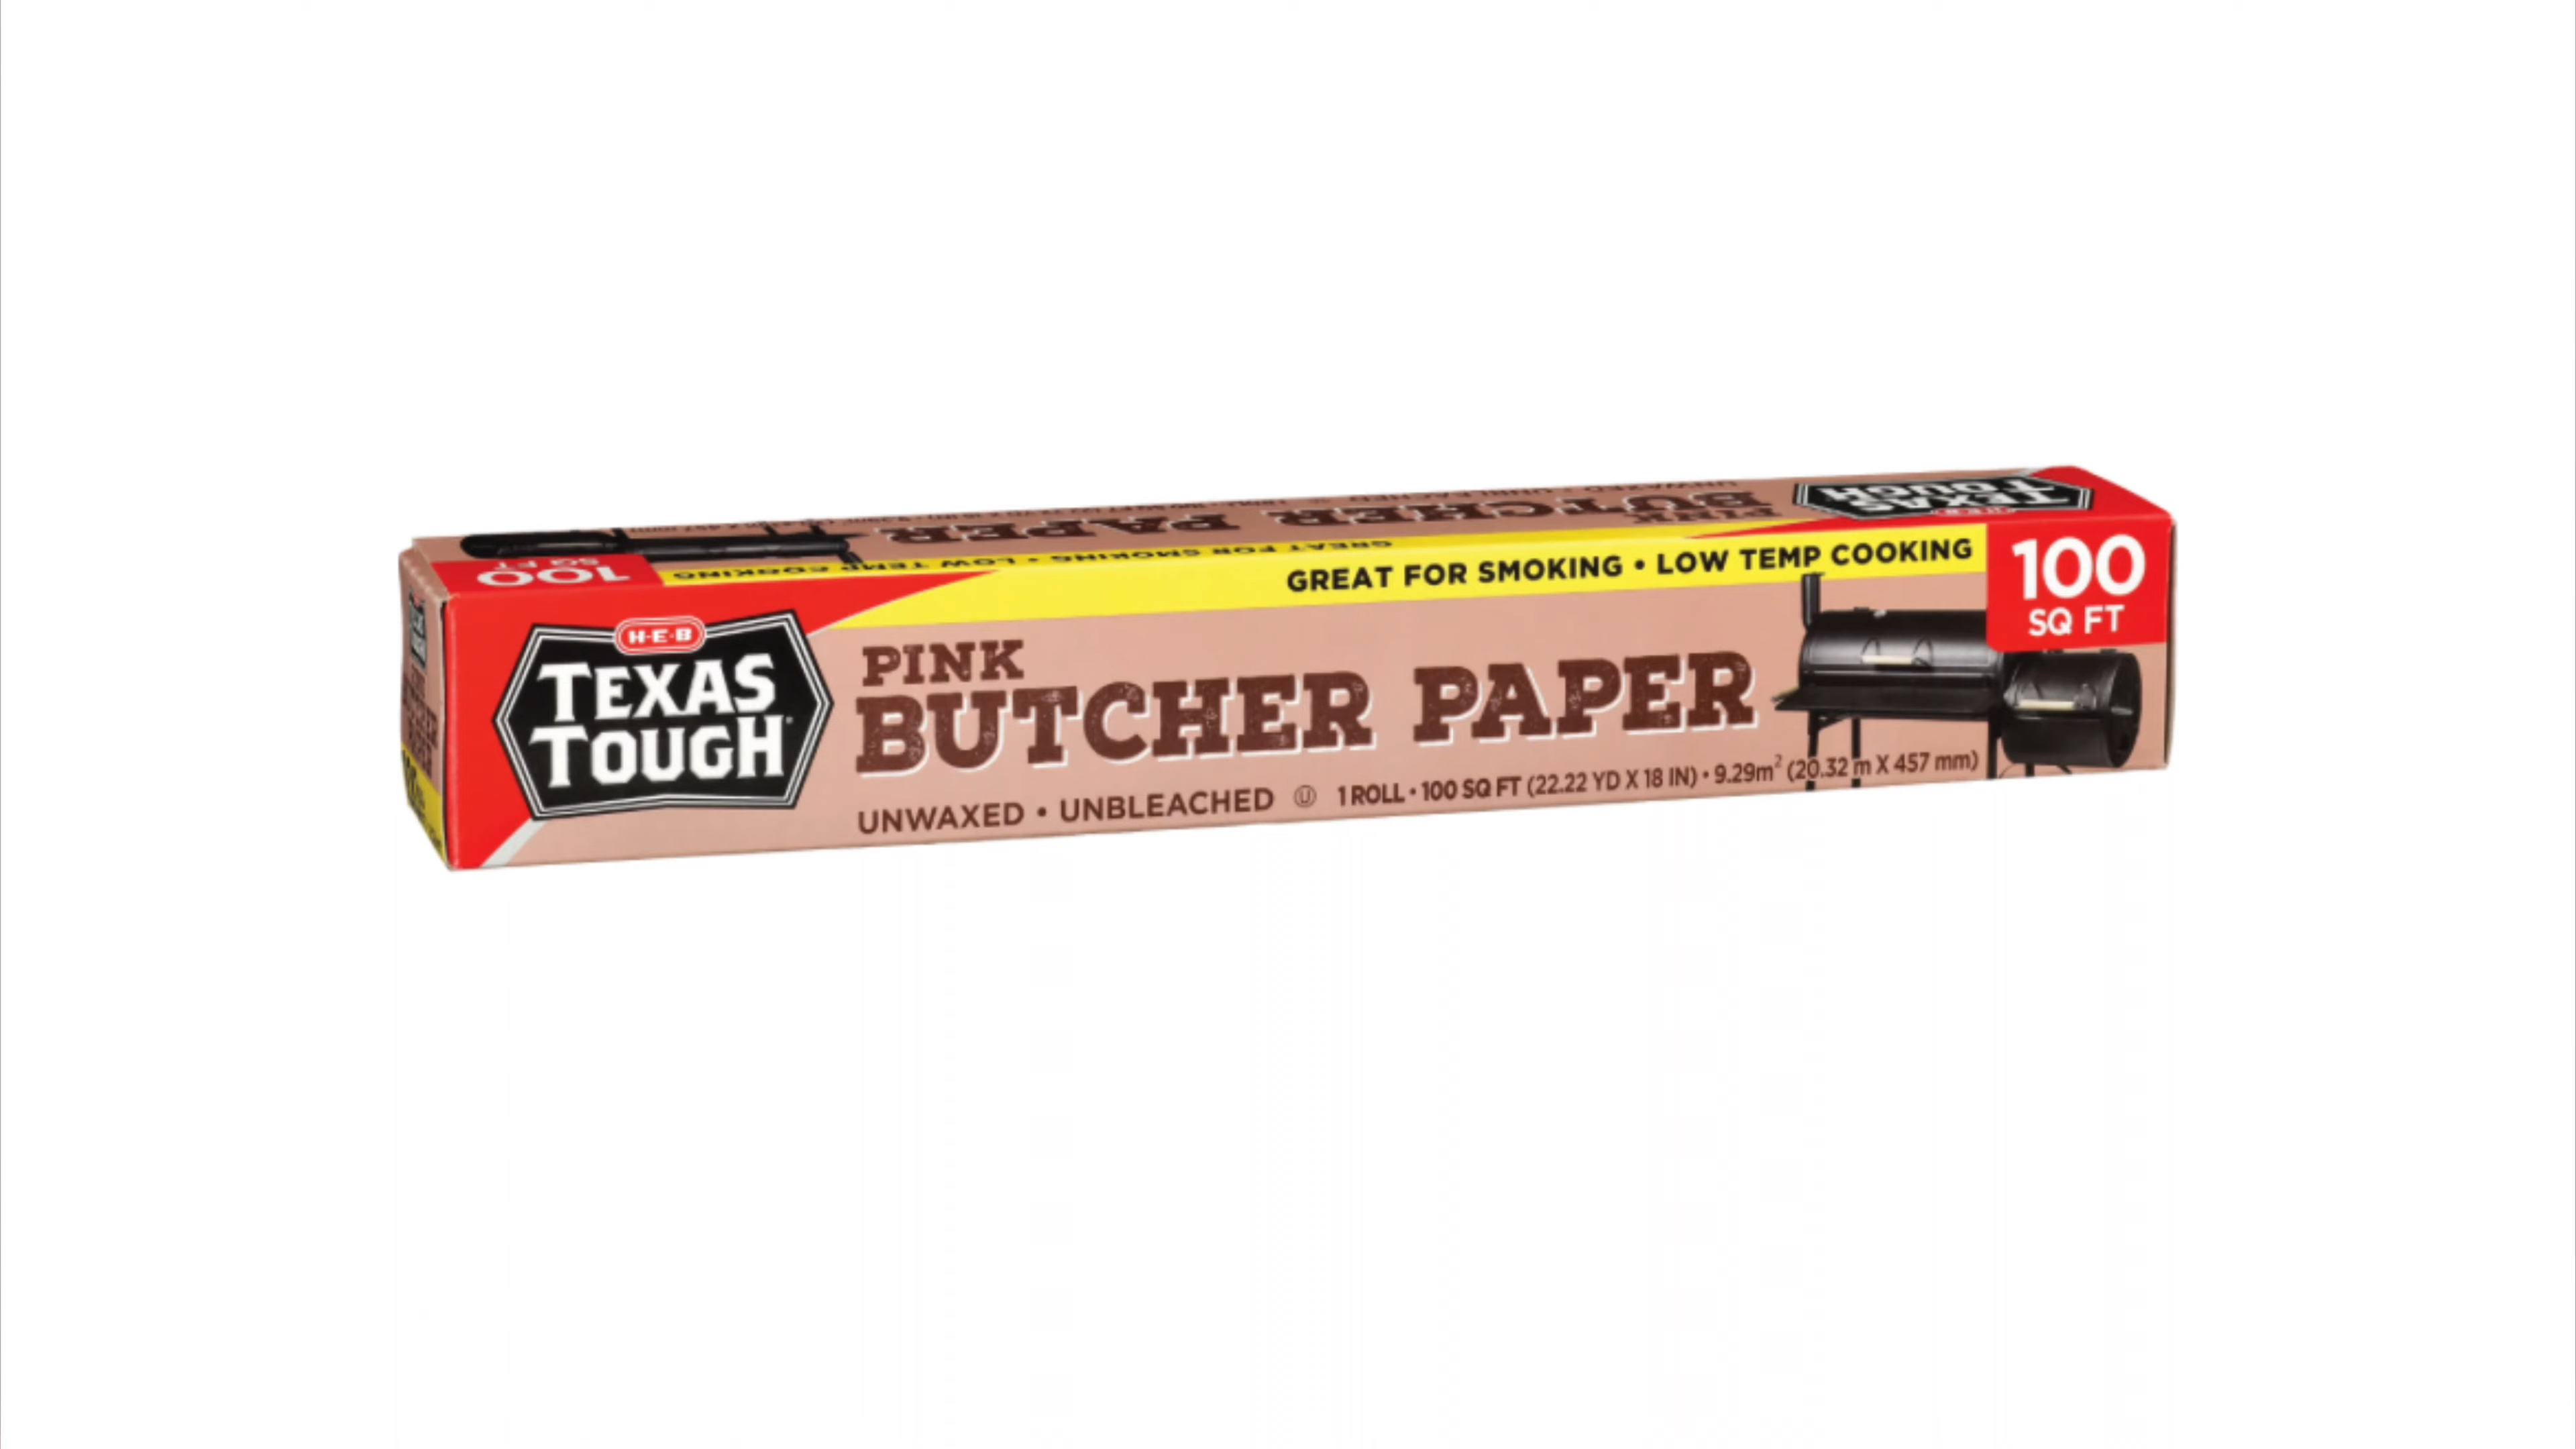 PINK
BUTCHER PAPER
TEXAS
TOUGH
H-E-B
100
SQ FT
GREAT FOR SMOKING • LOW TEMP COOKING
GREAT FOR SMOKING • LOW TEMP COOKING
100
SQ FT
H-E-B
TEXAS
TOUGH
PINK
BUTCHER PAPER
UNWAXED • UNBLEACHED Ⓤ 1 ROLL • 100 SQ FT (22.22 YD X 18 IN) • 9.29m² (20.32 m X 457 mm)